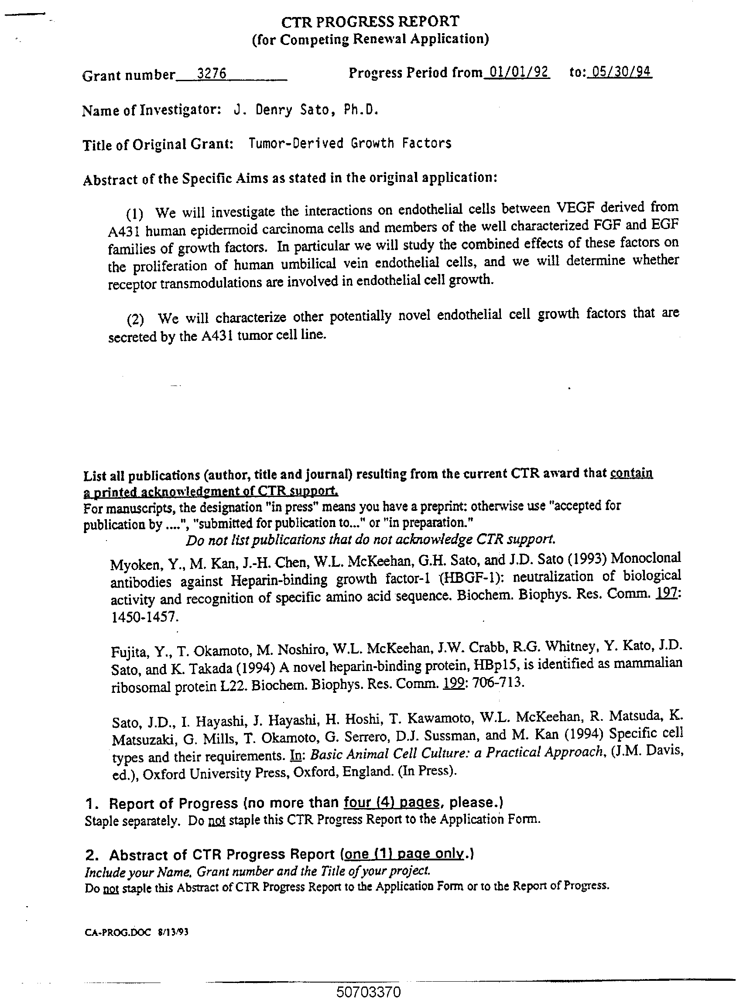 CTR PROGRESS REPORT
(for Competing Renewal Application)
Grant number 3276 Progress Period from 01/01/92 to: 05/30/94
Name of Investigator: J. Denry Sato, Ph.D.
Title of Original Grant: Tumor-Derived Growth Factors
Abstract of the Specific Aims as stated in the original application:
(1) We will investigate the interactions on endothelial cells between VEGF derived from
A431 human epidermoid carcinoma cells and members of the well characterized FGF and EGF
families of growth factors. In particular we will study the combined effects of these factors on
the proliferation of human umbilical vein endothelial cells, and we will determine whether
receptor transmodulations are involved in endothelial cell growth.
(2) We will characterize other potentially novel endothelial cell growth factors that are
secreted by the A431 tumor cell line.
List all publications (author, title and journal) resulting from the current CTR award that contain
a printed acknowledgment of CTR support.
For manuscripts, the designation "in press" means you have a preprint: otherwise use "accepted for
publication by ....", "submitted for publication to..." or "in preparation."
Do not list publications that do not acknowledge CTR support.
Myoken, Y., M. Kan, J.-H. Chen, W.L. McKeehan, G.H. Sato, and J.D. Sato (1993) Monoclonal
antibodies against Heparin-binding growth factor-1 (HBGF-1): neutralization of biological
activity and recognition of specific amino acid sequence. Biochem. Biophys. Res. Comm. 197:
1450-1457.
Fujita, Y., T. Okamoto, M. Noshiro, W.L. McKeehan, J.W. Crabb, R.G. Whitney, Y. Kato, J.D.
Sato, and K. Takada (1994) A novel heparin-binding protein, HBp15, is identified as mammalian
ribosomal protein L22. Biochem. Biophys. Res. Comm. 199: 706-713.
Sato, J.D., I. Hayashi, J. Hayashi, H. Hoshi, T. Kawamoto, W.L. McKeehan, R. Matsuda, K.
Matsuzaki, G. Mills, T. Okamoto, G. Serrero, D.J. Sussman, and M. Kan (1994) Specific cell
types and their requirements. In: Basic Animal Cell Culture: a Practical Approach, (J.M. Davis,
ed.), Oxford University Press, Oxford, England. (In Press).
1. Report of Progress (no more than four (4) pages, please.)
Staple separately. Do not staple this CTR Progress Report to the Application Form.
2. Abstract of CTR Progress Report (one (1) page only.)
Include your Name, Grant number and the Title of your project.
Do not staple this Abstract of CTR Progress Report to the Application Form or to the Report of Progress.
CA-PROG.DOC 8/13/93
50703370